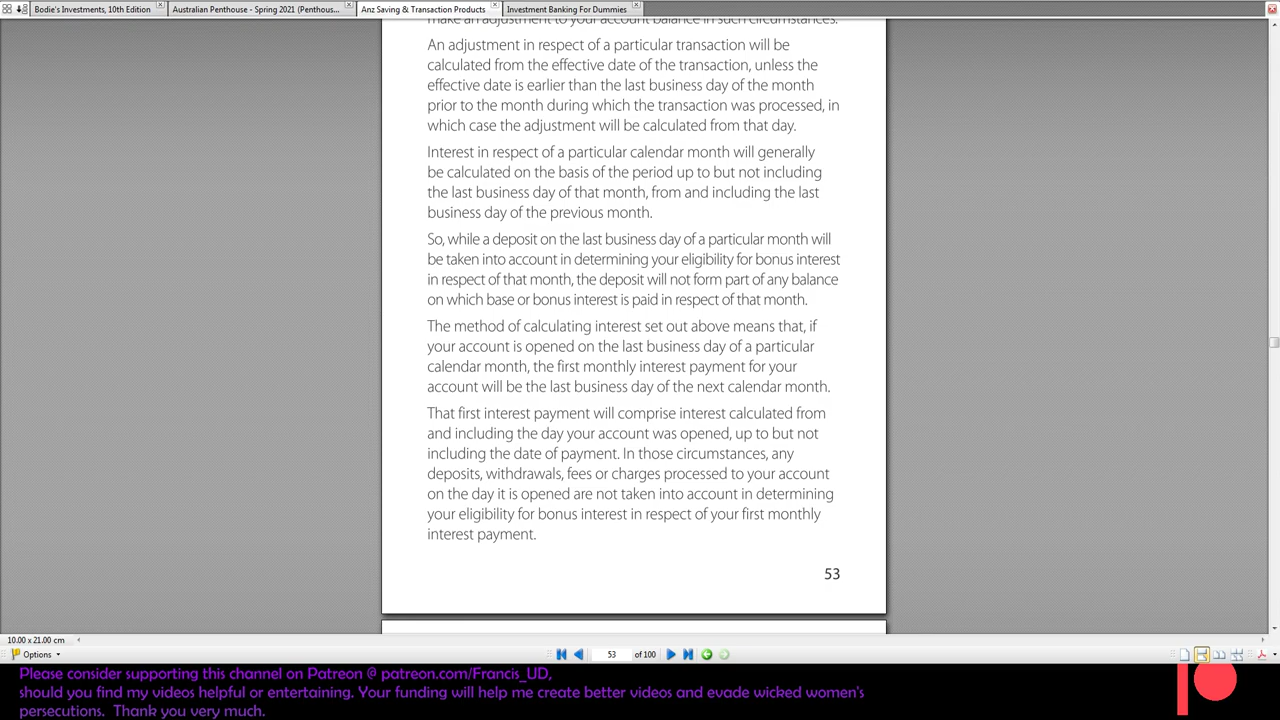 Bodie's Investments, 10th Edition
Australian Penthouse - Spring 2021 (Penthous...
Anz Saving & Transaction Products
Investment Banking For Dummies
make an adjustment to your account balance in such circumstances.
An adjustment in respect of a particular transaction will be
calculated from the effective date of the transaction, unless the
effective date is earlier than the last business day of the month
prior to the month during which the transaction was processed, in
which case the adjustment will be calculated from that day.
Interest in respect of a particular calendar month will generally
be calculated on the basis of the period up to but not including
the last business day of that month, from and including the last
business day of the previous month.
So, while a deposit on the last business day of a particular month will
be taken into account in determining your eligibility for bonus interest
in respect of that month, the deposit will not form part of any balance
on which base or bonus interest is paid in respect of that month.
The method of calculating interest set out above means that, if
your account is opened on the last business day of a particular
calendar month, the first monthly interest payment for your
account will be the last business day of the next calendar month.
That first interest payment will comprise interest calculated from
and including the day your account was opened, up to but not
including the date of payment. In those circumstances, any
deposits, withdrawals, fees or charges processed to your account
on the day it is opened are not taken into account in determining
your eligibility for bonus interest in respect of your first monthly
interest payment.
53
10.00 x 21.00 cm
Options
53 of 100
Please consider supporting this channel on Patreon @ patreon.com/Francis_UD,
should you find my videos helpful or entertaining. Your funding will help me create better videos and evade wicked women's
persecutions.  Thank you very much.